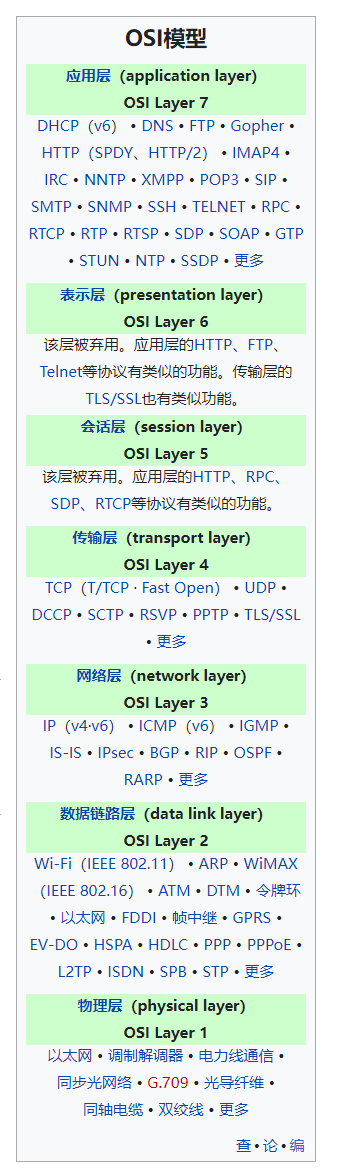 OSI模型
应用层（application layer)
OSI Layer 7
DHCP（v6） • DNS • FTP • Gopher •
HTTP（SPDY、HTTP/2） • IMAP4 •
IRC • NNTP • XMPP • POP3 • SIP •
SMTP • SNMP • SSH • TELNET • RPC •
RTCP • RTP • RTSP • SDP • SOAP • GTP
• STUN • NTP • SSDP • 更多
表示层（presentation layer)
OSI Layer 6
该层被弃用。应用层的HTTP、FTP、
Telnet等协议有类似的功能。传输层的
TLS/SSL也有类似功能。
会话层（session layer)
OSI Layer 5
该层被弃用。应用层的HTTP、RPC、
SDP、RTCP等协议有类似的功能。
传输层（transport layer)
OSI Layer 4
TCP（T/TCP · Fast Open） • UDP •
DCCP • SCTP • RSVP • PPTP • TLS/SSL
• 更多
网络层（network layer)
OSI Layer 3
IP（v4·v6） • ICMP（v6） • IGMP •
IS-IS • IPsec • BGP • RIP • OSPF •
RARP • 更多
数据链路层（data link layer)
OSI Layer 2
Wi-Fi（IEEE 802.11） • ARP • WiMAX
（IEEE 802.16） • ATM • DTM • 令牌环
• 以太网 • FDDI • 帧中继 • GPRS •
EV-DO • HSPA • HDLC • PPP • PPPoE •
L2TP • ISDN • SPB • STP • 更多
物理层（physical layer)
OSI Layer 1
以太网 • 调制解调器 • 电力线通信 •
同步光网络 • G.709 • 光导纤维 •
同轴电缆 • 双绞线 • 更多
查 • 论 • 编